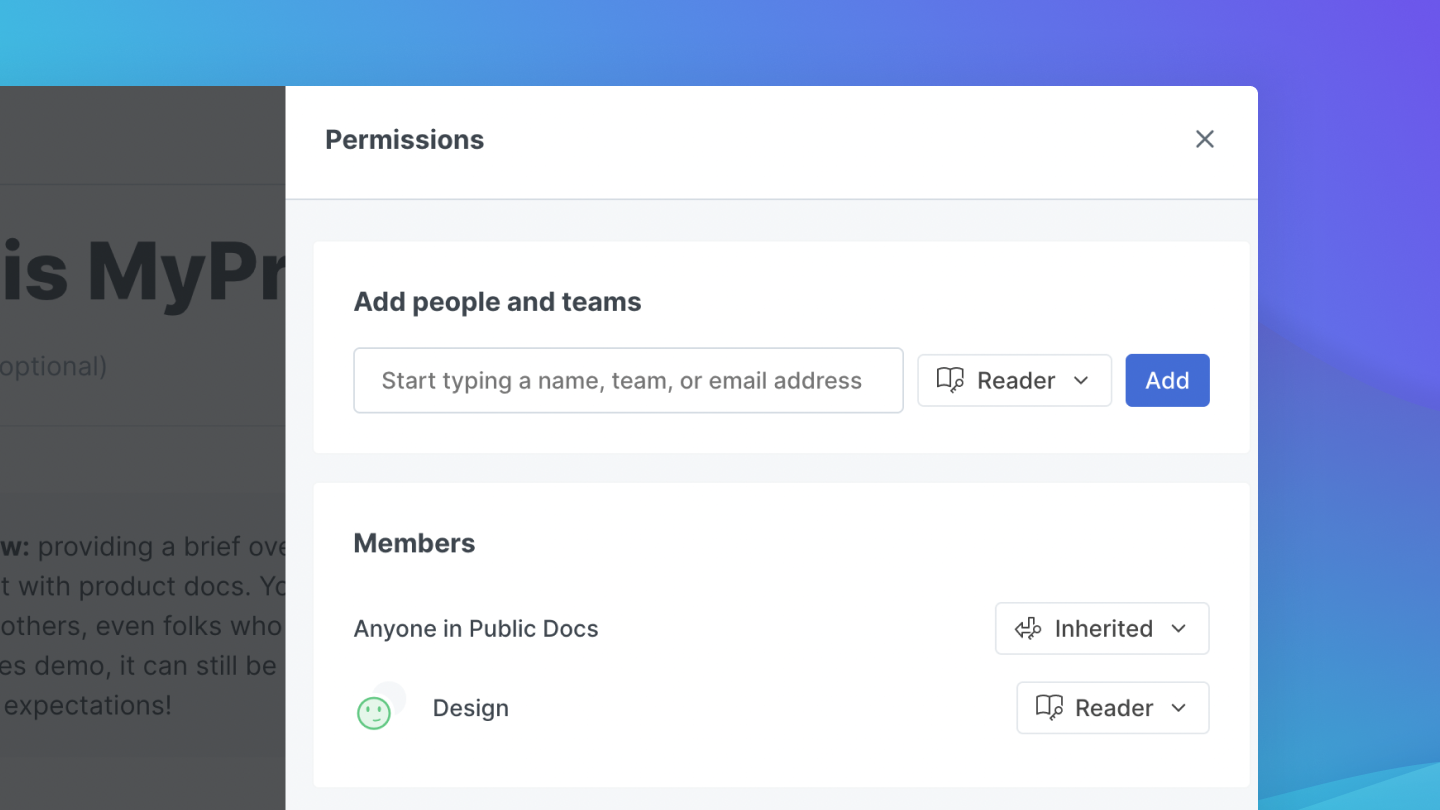 Permissions
is MyPr
optional)
Add people and teams
Start typing a name, team, or email address
Reader
Add
w: providing a brief ove
t with product docs. Yo
others, even folks who
es demo, it can still be
expectations!
Members
Anyone in Public Docs
Inherited
Design
Reader